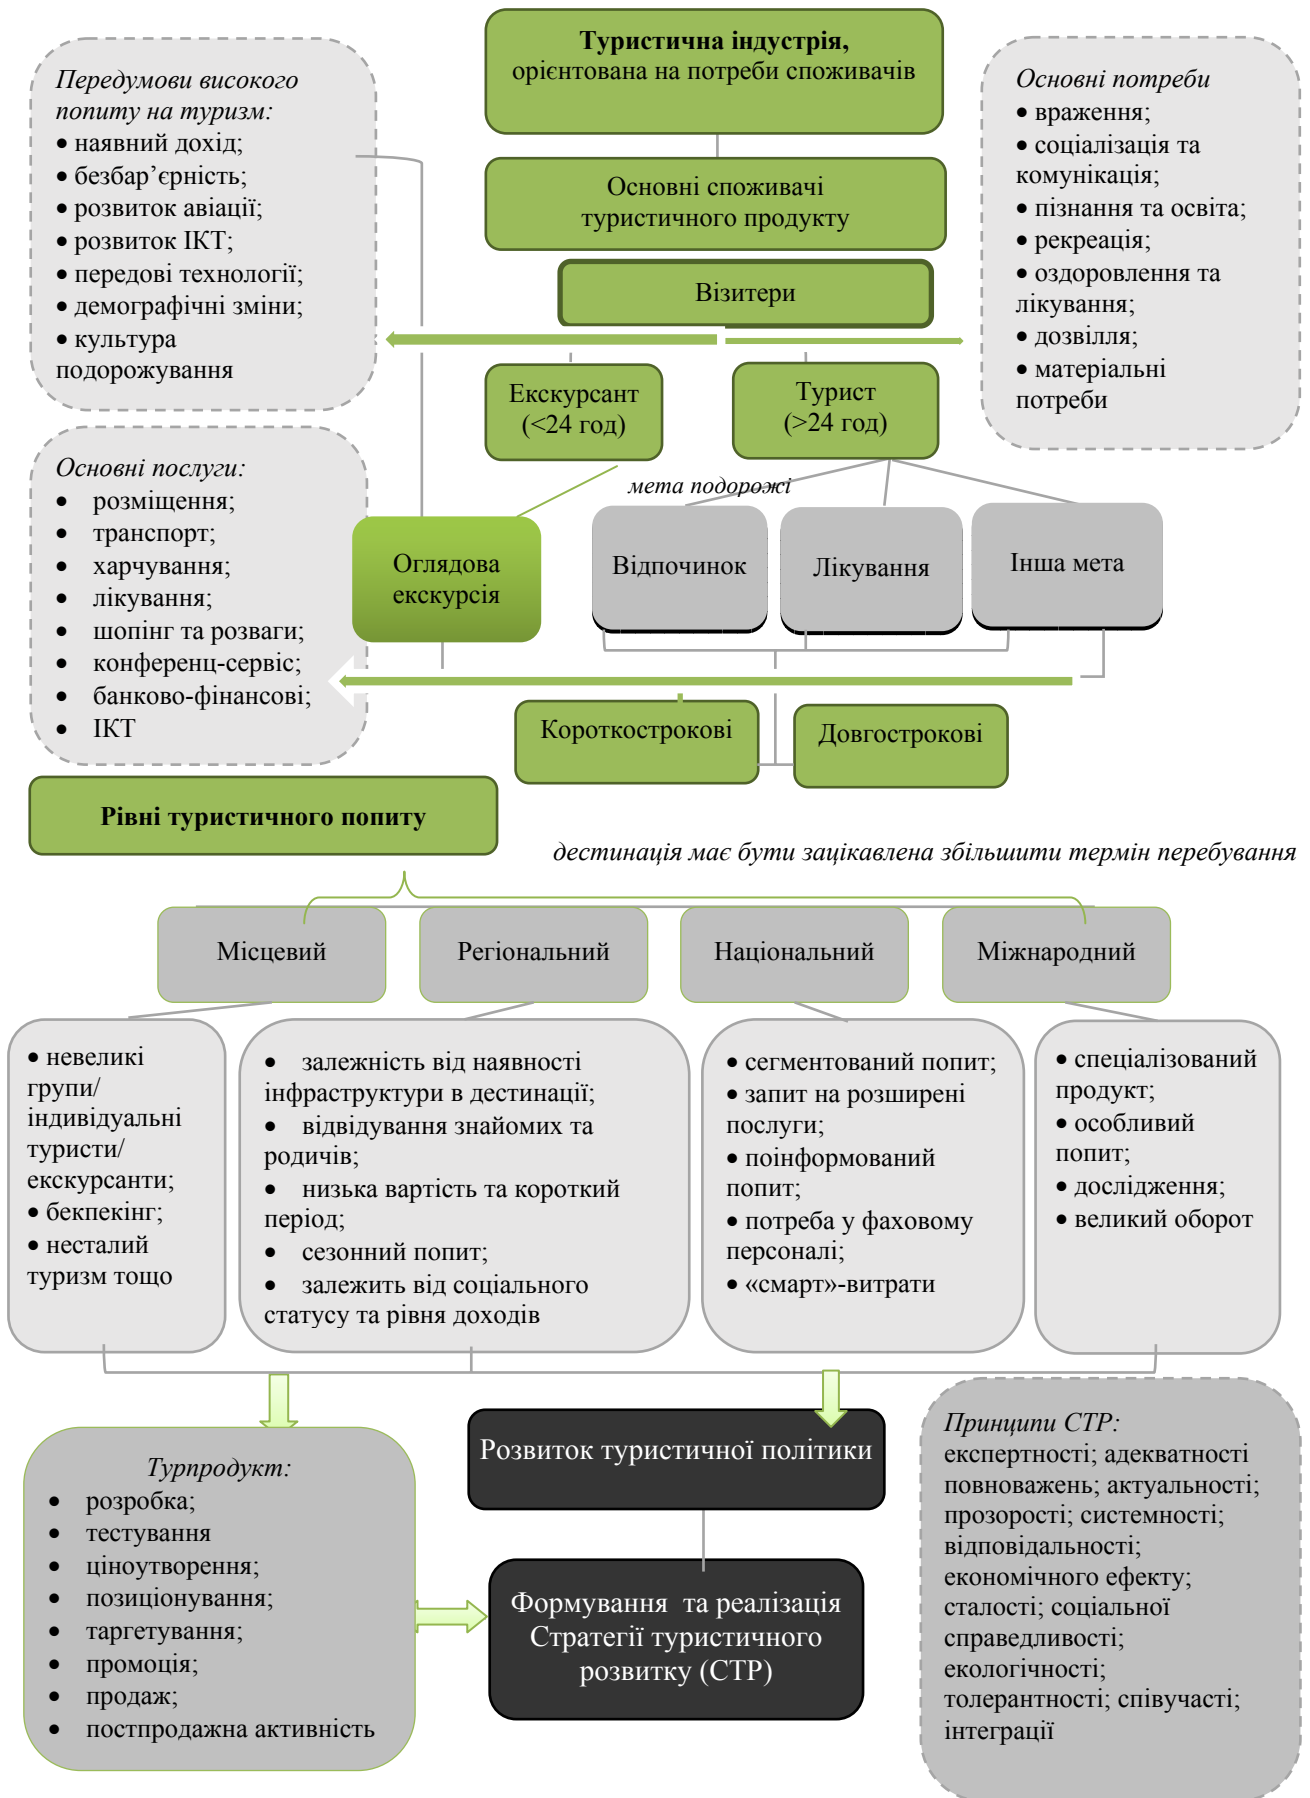 Туристична індустрія,
орієнтована на потреби споживачів
Передумови високого
попиту на туризм:
• наявний дохід;
• безбар’єрність;
• розвиток авіації;
• розвиток ІКТ;
• передові технології;
• демографічні зміни;
• культура
подорожування
Основні потреби
• враження;
• соціалізація та
комунікація;
• пізнання та освіта;
• рекреація;
• оздоровлення та
лікування;
• дозвілля;
• матеріальні
потреби
Основні споживачі
туристичного продукту
Візитери
Екскурсант
(<24 год)
Турист
(>24 год)
Основні послуги:
• розміщення;
• транспорт;
• харчування;
• лікування;
• шопінг та розваги;
• конференц-сервіс;
• банково-фінансові;
• ІКТ
мета подорожі
Оглядова
екскурсія
Відпочинок
Лікування
Інша мета
Короткострокові
Довгострокові
Рівні туристичного попиту
дестинація має бути зацікавлена збільшити термін перебування
Місцевий
Регіональний
Національний
Міжнародний
• невеликі
групи/
індивідуальні
туристи/
екскурсанти;
• бекпекінг;
• несталий
туризм тощо
• залежність від наявності
інфраструктури в дестинації;
• відвідування знайомих та
родичів;
• низька вартість та короткий
період;
• сезонний попит;
• залежить від соціального
статусу та рівня доходів
• сегментований попит;
• запит на розширені
послуги;
• поінформований
попит;
• потреба у фаховому
персоналі;
• «смарт»-витрати
• спеціалізований
продукт;
• особливий
попит;
• дослідження;
• великий оборот
Турпродукт:
• розробка;
• тестування
• ціноутворення;
• позиціонування;
• таргетування;
• промоція;
• продаж;
• постпродажна активність
Розвиток туристичної політики
Формування та реалізація
Стратегії туристичного
розвитку (СТР)
Принципи СТР:
експертності; адекватності
повноважень; актуальності;
прозорості; системності;
відповідальності;
економічного ефекту;
сталості; соціальної
справедливості;
екологічності;
толерантності; співучасті;
інтеграції